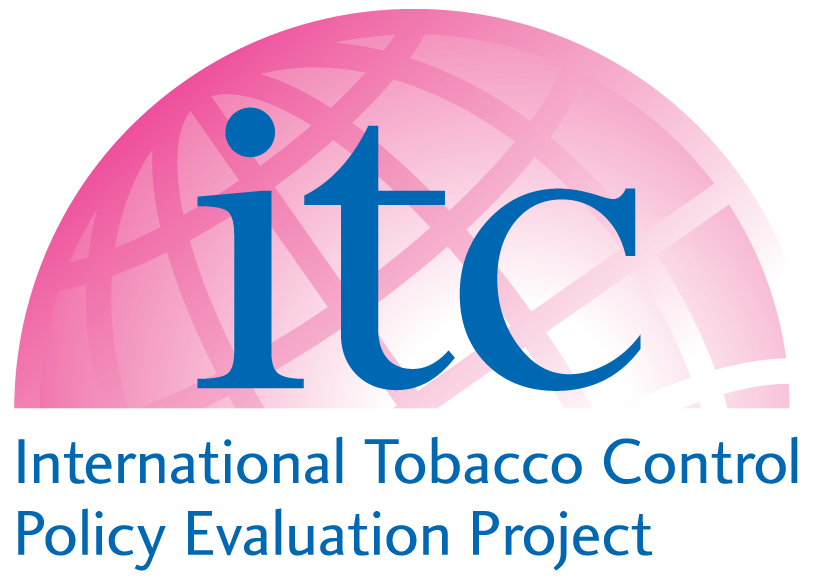 itc
International Tobacco Control
Policy Evaluation Project